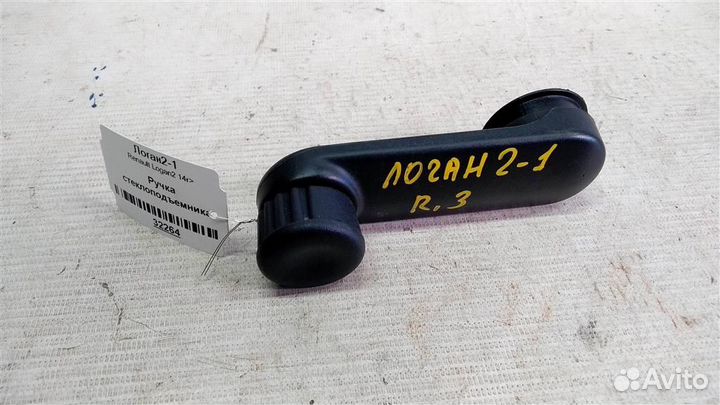 Логан2-1
Renault Logan2 14г>
Ручка
стеклоподъемника
32264
ЛОГАН 2-1
R.3
Avito